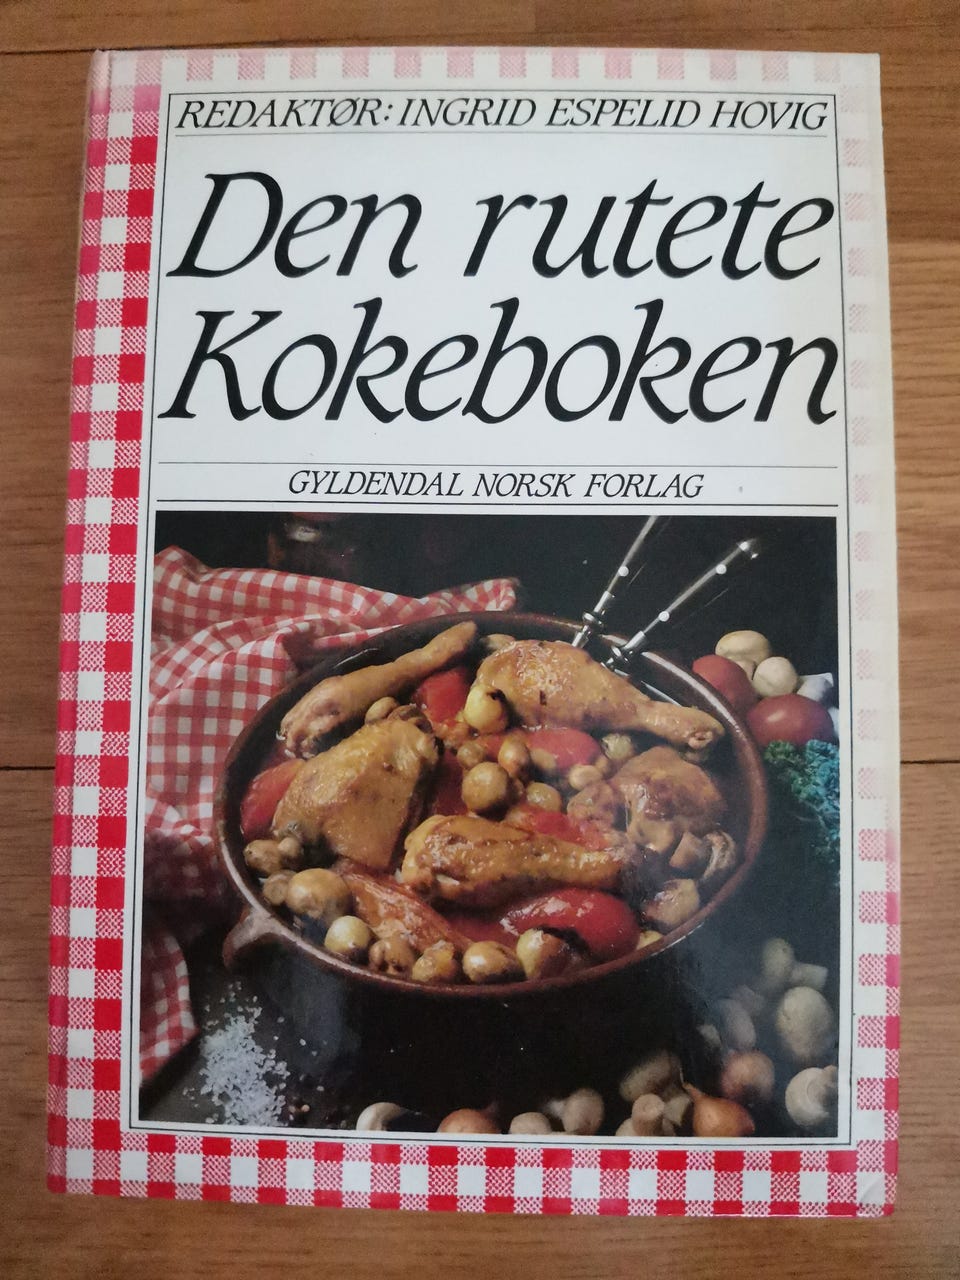 REDAKTØR: INGRID ESPELID HOVIG
Den rutete
Kokeboken
GYLDENDAL NORSK FORLAG